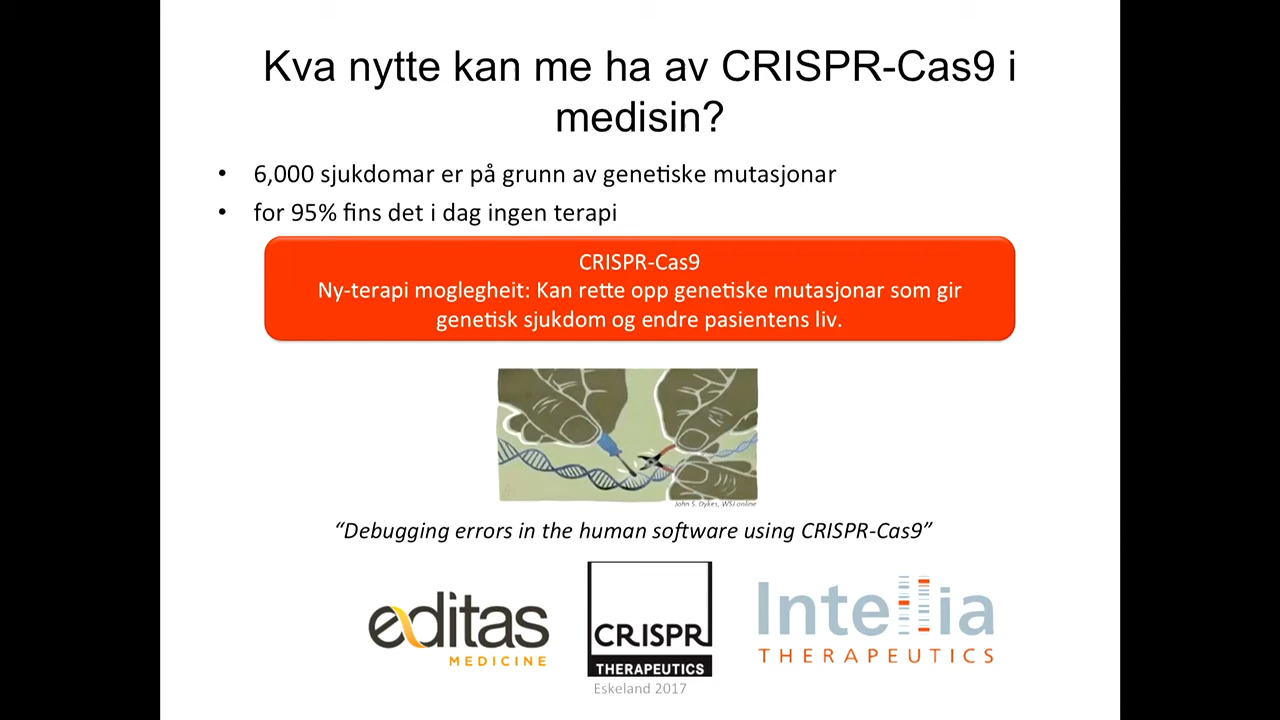 Kva nytte kan me ha av CRISPR-Cas9 i
medisin?
• 6,000 sjukdomar er på grunn av genetiske mutasjonar
• for 95% fins det i dag ingen terapi
CRISPR-Cas9
Ny-terapi moglegheit: Kan rette opp genetiske mutasjonar som gir
genetisk sjukdom og endre pasientens liv.
John S. Dykes, WSJ online
“Debugging errors in the human software using CRISPR-Cas9”
editas
MEDICINE
CRISPR
THERAPEUTICS
Intellia
THERAPEUTICS
Eskeland 2017